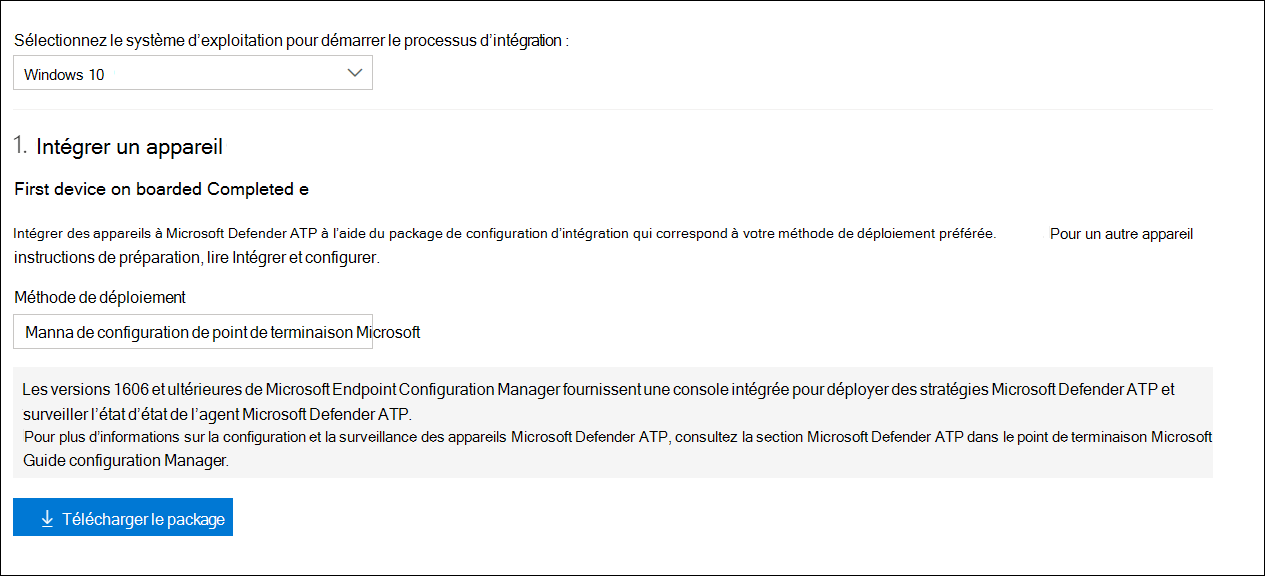 Sélectionnez le système d’exploitation pour démarrer le processus d’intégration :
Windows 10
1. Intégrer un appareil
First device on boarded Completed e
Intégrer des appareils à Microsoft Defender ATP à l’aide du package de configuration d’intégration qui correspond à votre méthode de déploiement préférée. Pour un autre appareil
instructions de préparation, lire Intégrer et configurer.
Méthode de déploiement
Manna de configuration de point de terminaison Microsoft
Les versions 1606 et ultérieures de Microsoft Endpoint Configuration Manager fournissent une console intégrée pour déployer des stratégies Microsoft Defender ATP et
surveiller l’état d’état de l’agent Microsoft Defender ATP.
Pour plus d’informations sur la configuration et la surveillance des appareils Microsoft Defender ATP, consultez la section Microsoft Defender ATP dans le point de terminaison Microsoft
Guide configuration Manager.
Télécharger le package